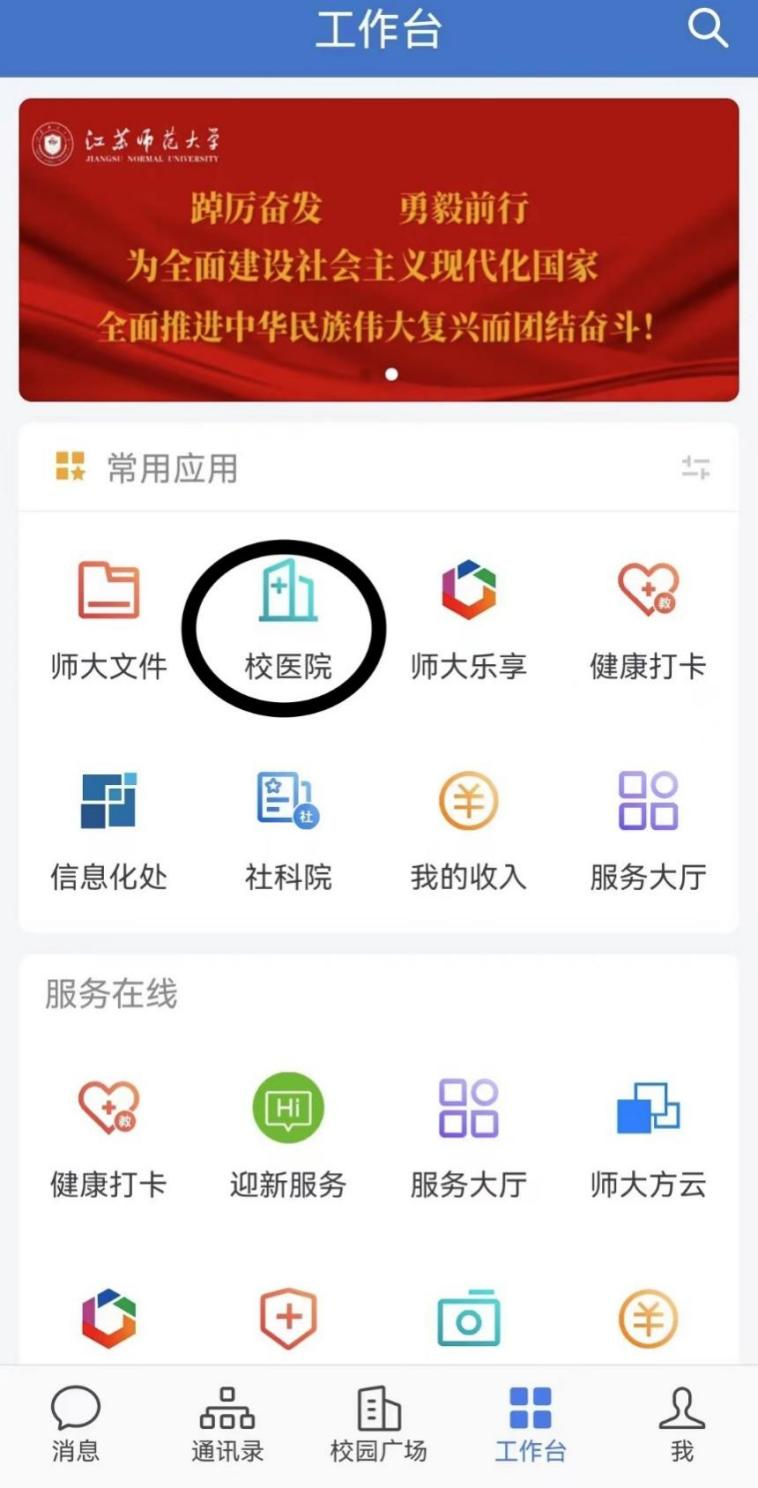 工作台
江苏师范大学
JIANGSU NORMAL UNIVERSITY
踔厉奋发 勇毅前行
为全面建设社会主义现代化国家
全面推进中华民族伟大复兴而团结奋斗!
常用应用
教
师大文件 校医院 师大乐享 健康打卡
社
信息化处 社科院 我的收入 服务大厅
服务在线
教 Hi
健康打卡 迎新服务 服务大厅 师大方云
消息 通讯录 校园广场 工作台 我